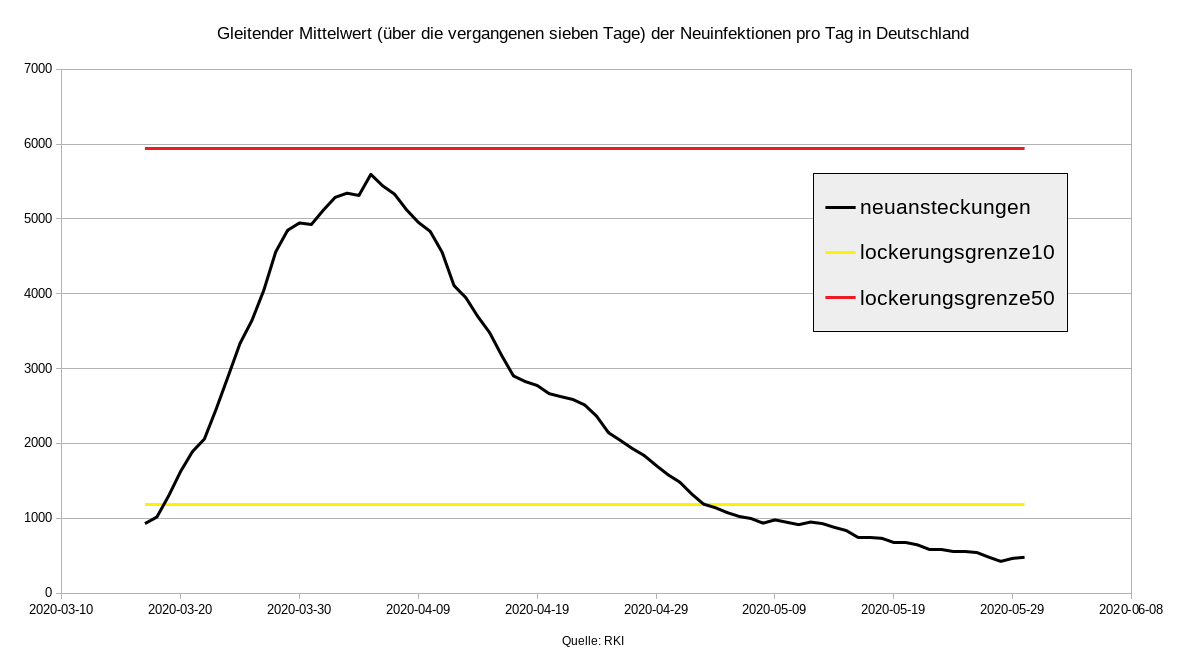 Gleitender Mittelwert (über die vergangenen sieben Tage) der Neuinfektionen pro Tag in Deutschland
7000
6000
5000
4000
3000
2000
1000
0
neuansteckungen
lockerungsgrenze10
lockerungsgrenze50
2020-03-10 2020-03-20 2020-03-30 2020-04-09 2020-04-19 2020-04-29 2020-05-09 2020-05-19 2020-05-29 2020-06-08
Quelle: RKI